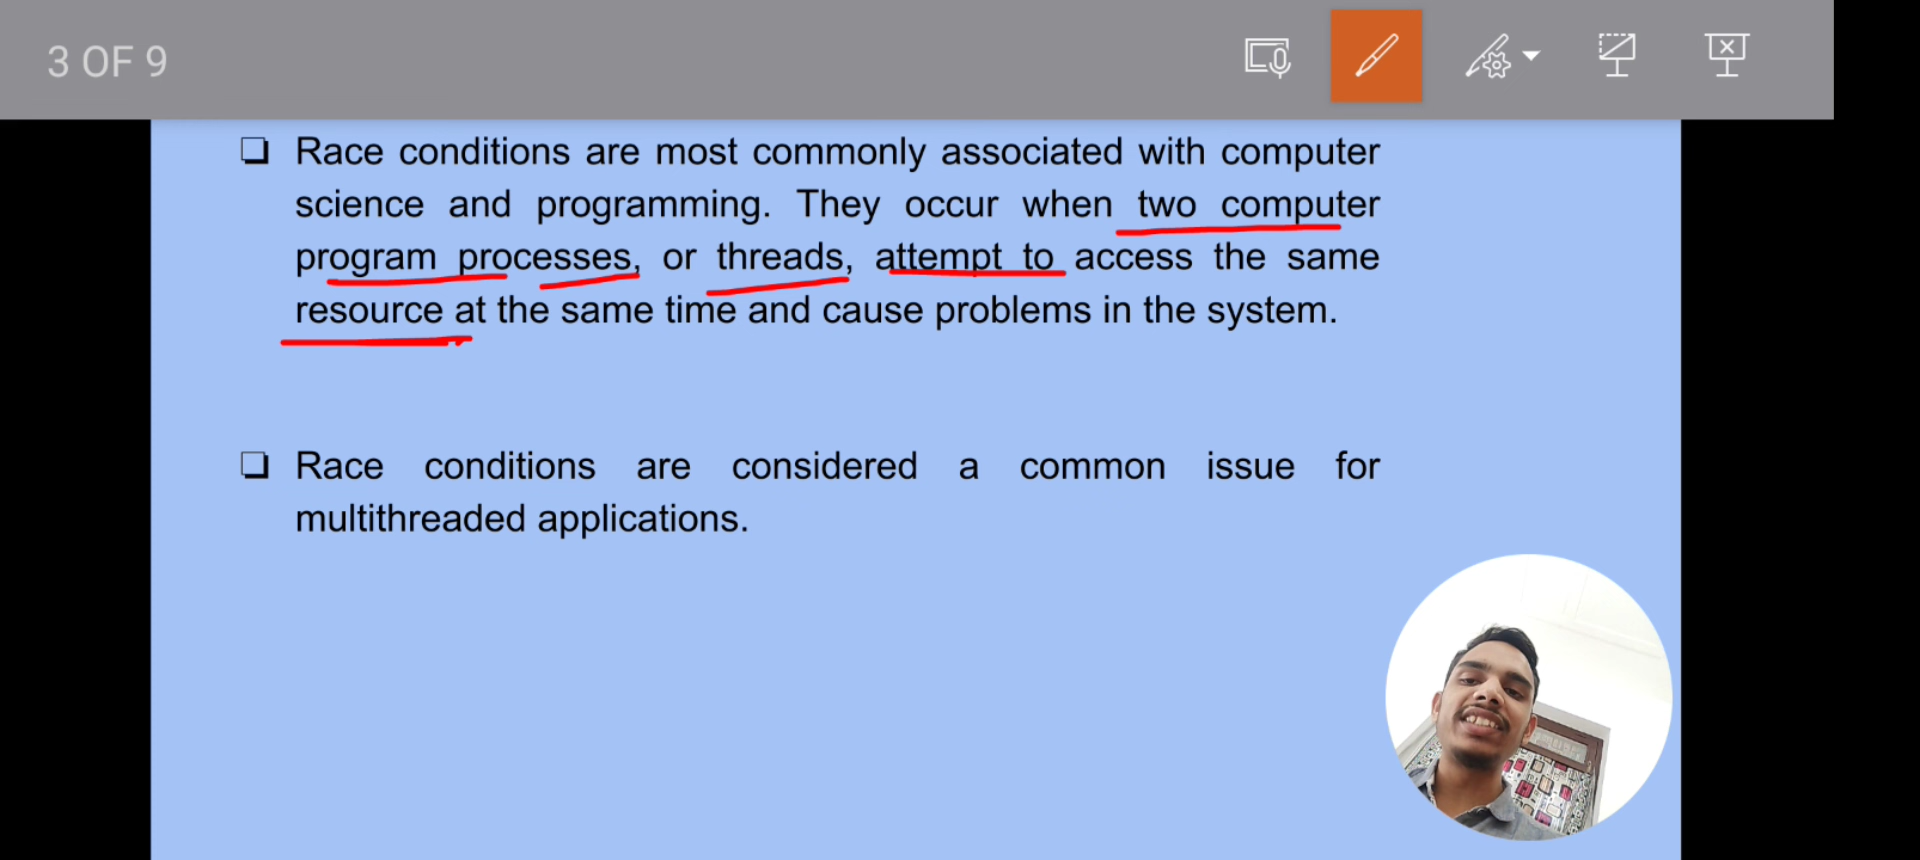 3 OF 9
❏ Race conditions are most commonly associated with computer
science and programming. They occur when two computer
program processes, or threads, attempt to access the same
resource at the same time and cause problems in the system.
❏ Race conditions are considered a common issue for
multithreaded applications.